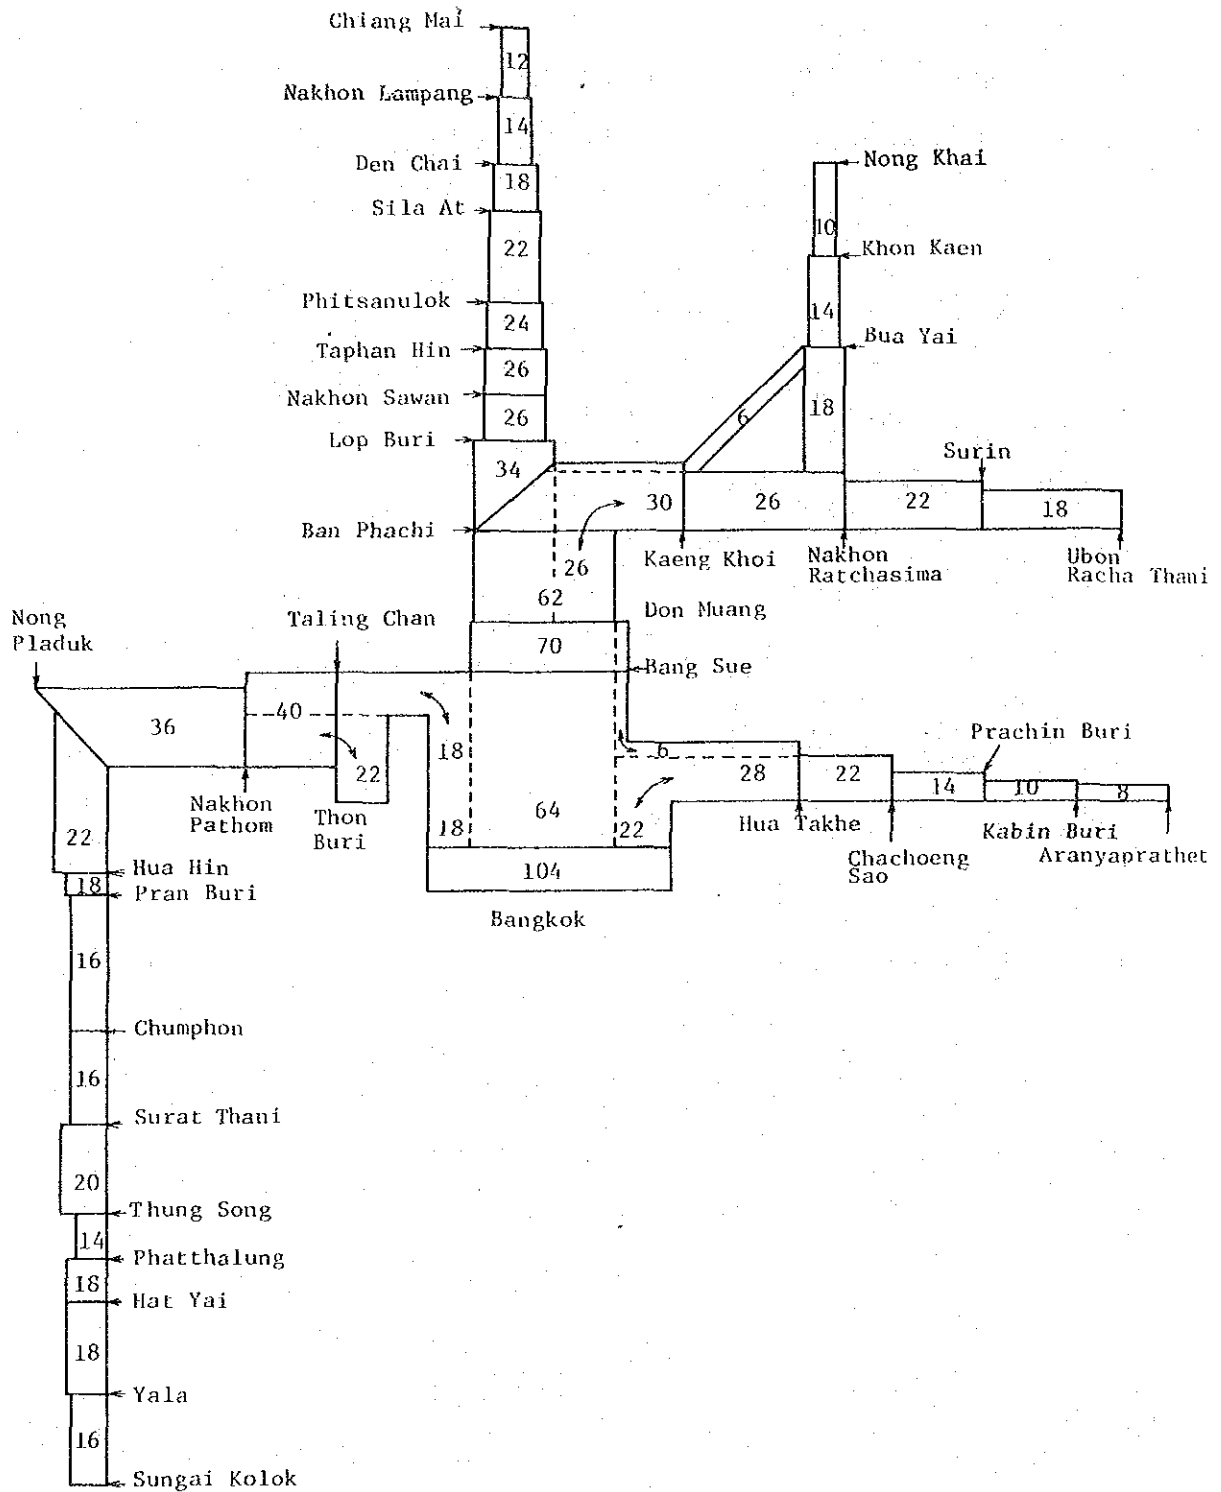 Chiang Mai
12
Nakhon Lampang
14
Den Chai
18
Sila At
22
Phitsanulok
24
Taphan Hin
26
Nakhon Sawan
26
Lop Buri
34
Ban Phachi
Nong Khai
10
Khon Kaen
14
Bua Yai
18
6
Surin
30
26
22
18
Kaeng Khoi
Nakhon
Ratchasima
Ubon
Racha Thani
26
62
Don Muang
70
Bang Sue
Nong
Pladuk
Taling Chan
36
40
22
18
18
64
22
104
Bangkok
Nakhon
Pathom
Thon
Buri
6
28
22
14
10
8
Prachin Buri
Hua Takhe
Chachoeng
Sao
Kabin Buri
Aranyaprathet
22
Hua Hin
18
Pran Buri
16
Chumphon
16
Surat Thani
20
Thung Song
14
Phatthalung
18
Hat Yai
18
Yala
16
Sungai Kolok